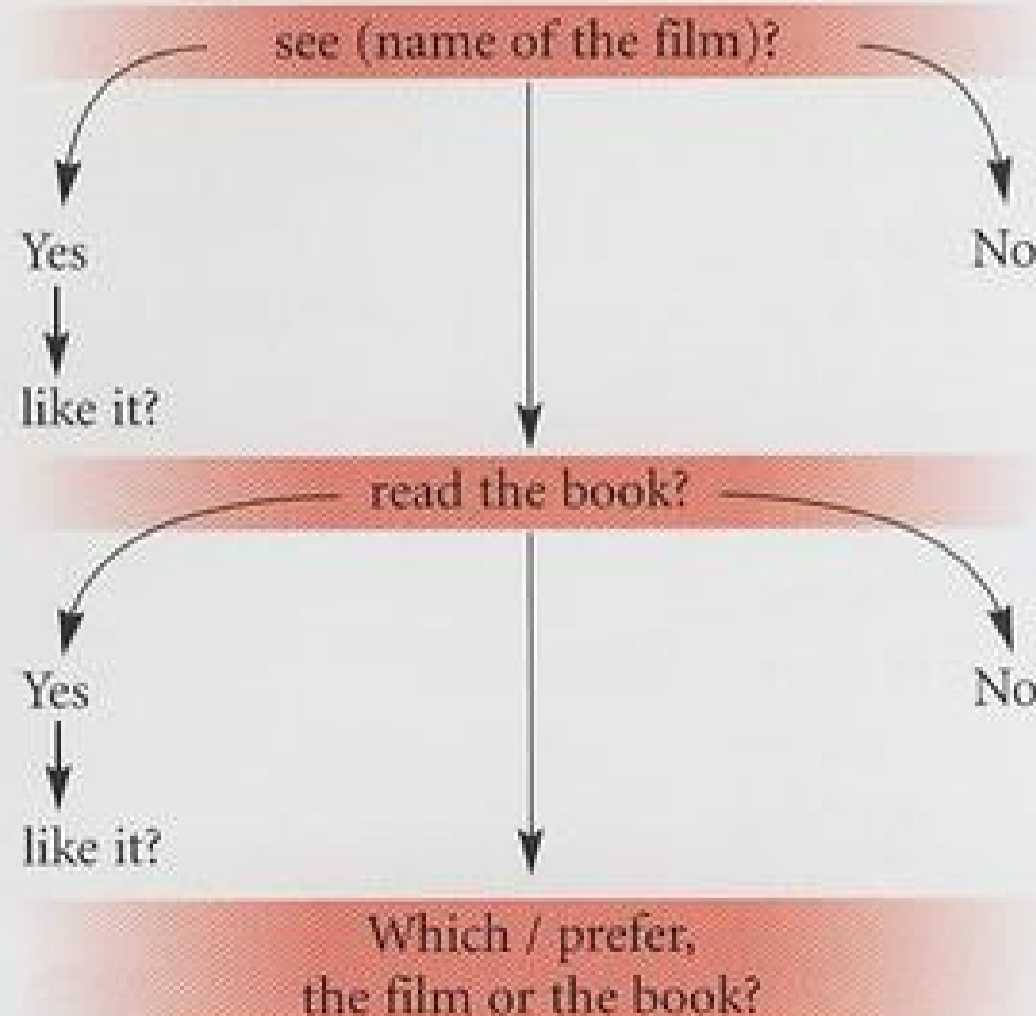 see (name of the film)?
Yes
No
like it?
read the book?
Yes
No
like it?
Which / prefer,
the film or the book?